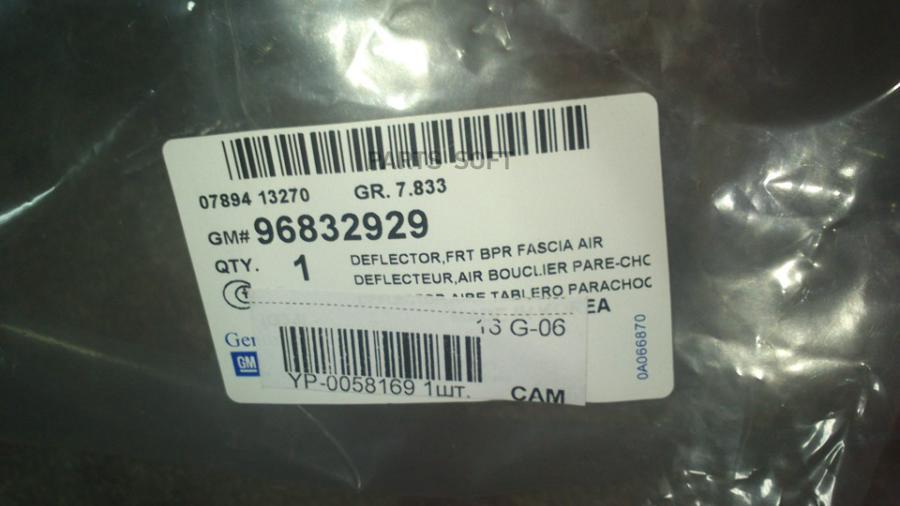 PARTS SOFT
07894 13270 GR. 7.833
GM# 96832929
QTY. 1
DEFLECTOR,FRT BPR FASCIA AIR
DEFLECTEUR,AIR BOUCLIER PARE-CHC
AIRE TABLERO PARACHOC
EA
G-06
Ger
GM
YP-0058169 1шт.
CAM
0A066870